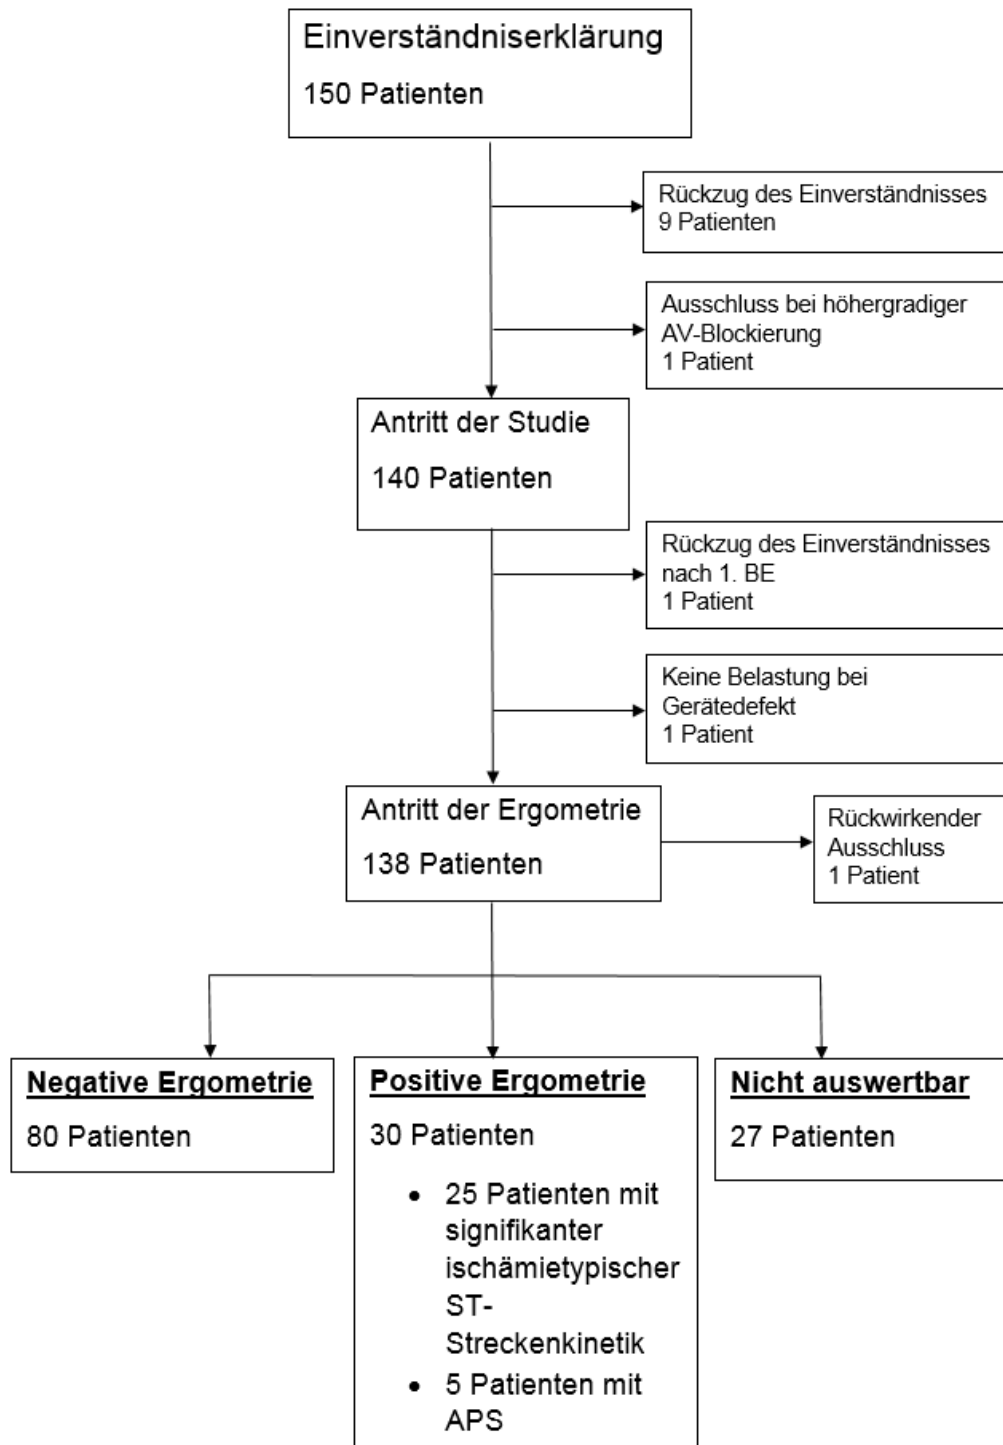 Einverständniserklärung
150 Patienten
Rückzug des Einverständnisses
9 Patienten
Ausschluss bei höhergradiger
AV-Blockierung
1 Patient
Antritt der Studie
140 Patienten
Rückzug des Einverständnisses
nach 1. BE
1 Patient
Keine Belastung bei
Gerätedefekt
1 Patient
Antritt der Ergometrie
138 Patienten
Rückwirkender
Ausschluss
1 Patient
Negative Ergometrie
80 Patienten
Positive Ergometrie
30 Patienten
• 25 Patienten mit
signifikanter
ischämietypischer
ST-
Streckenkinetik
• 5 Patienten mit
APS
Nicht auswertbar
27 Patienten